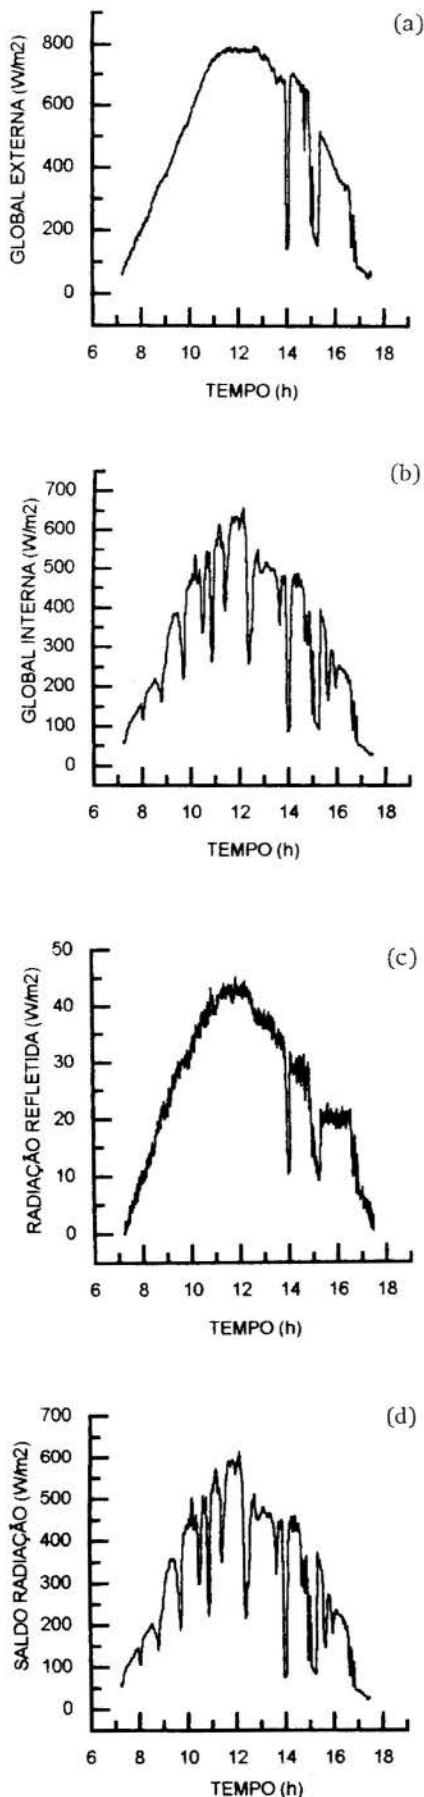 (a)
GLOBAL EXTERNA (W/m2)
800
600
400
200
0
6 8 10 12 14 16 18
TEMPO (h)
(b)
GLOBAL INTERNA (W/m2)
700
600
500
400
300
200
100
0
6 8 10 12 14 16 18
TEMPO (h)
(c)
RADIAÇÃO REFLETIDA (W/m2)
50
40
30
20
10
0
6 8 10 12 14 16 18
TEMPO (h)
(d)
SALDO RADIAÇÃO (W/m2)
700
600
500
400
300
200
100
0
6 8 10 12 14 16 18
TEMPO (h)